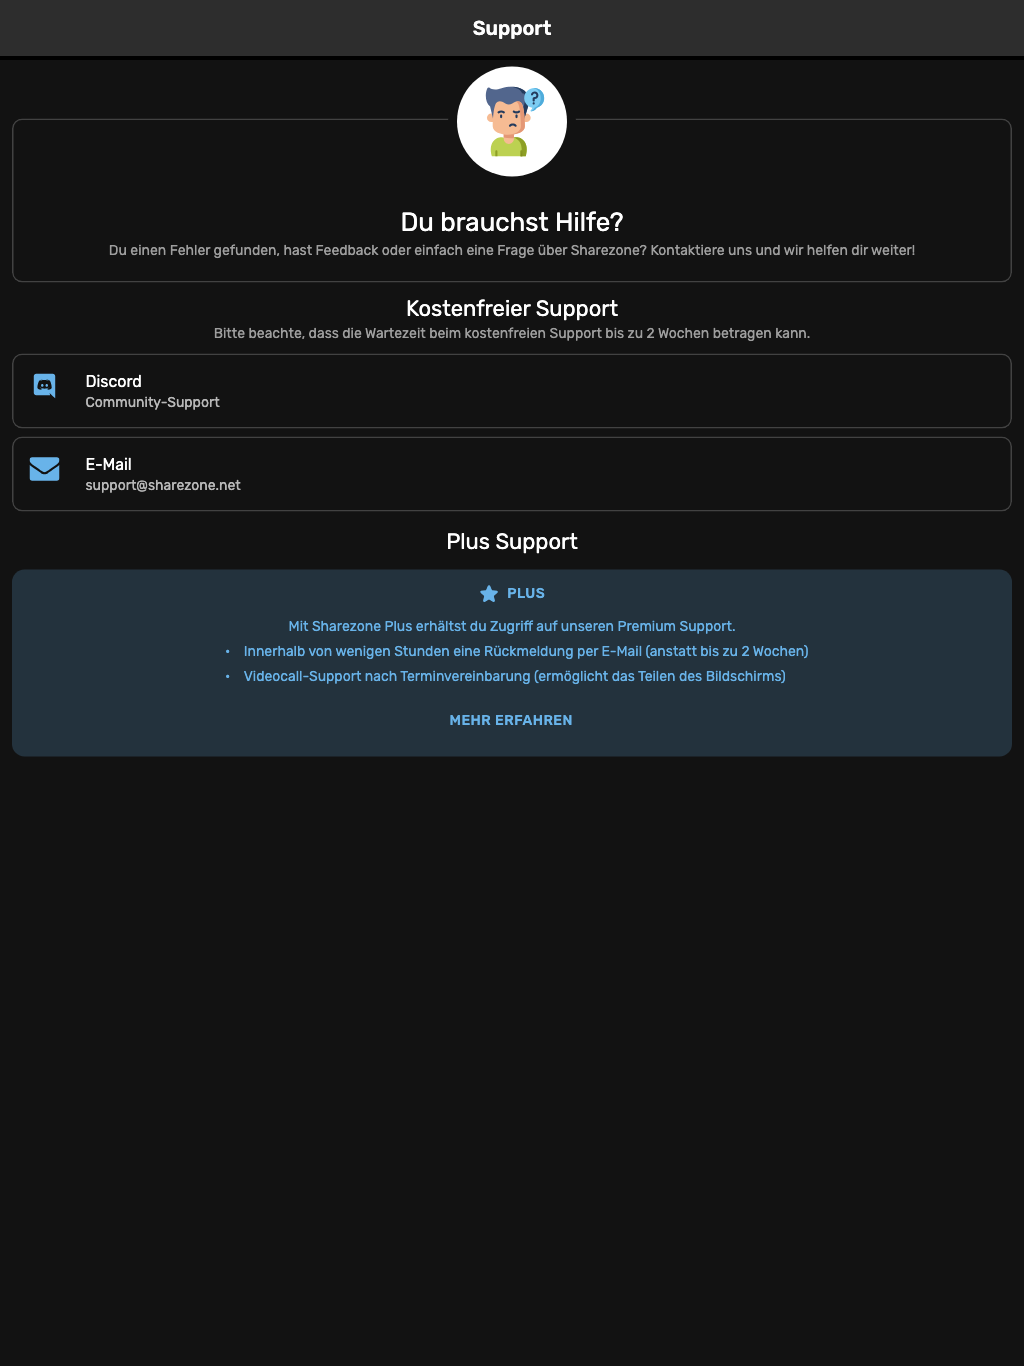 Support
?
Du brauchst Hilfe?
Du einen Fehler gefunden, hast Feedback oder einfach eine Frage über Sharezone? Kontaktiere uns und wir helfen dir weiter!
Kostenfreier Support
Bitte beachte, dass die Wartezeit beim kostenfreien Support bis zu 2 Wochen betragen kann.
Discord
Community-Support
E-Mail
support@sharezone.net
Plus Support
PLUS
Mit Sharezone Plus erhältst du Zugriff auf unseren Premium Support.
• Innerhalb von wenigen Stunden eine Rückmeldung per E-Mail (anstatt bis zu 2 Wochen)
• Videocall-Support nach Terminvereinbarung (ermöglicht das Teilen des Bildschirms)
MEHR ERFAHREN